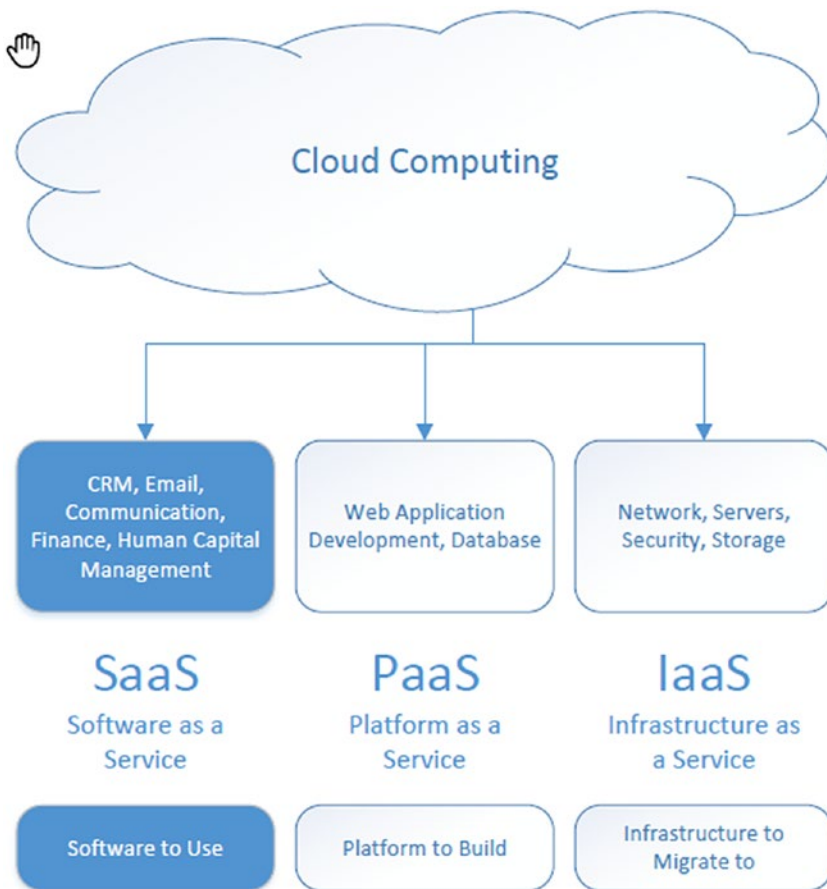 Cloud Computing
CRM, Email,
Communication,
Finance, Human Capital
Management
Web Application
Development, Database
Network, Servers,
Security, Storage
SaaS
Software as a
Service
PaaS
Platform as a
Service
IaaS
Infrastructure as
a Service
Software to Use
Platform to Build
Infrastructure to
Migrate to